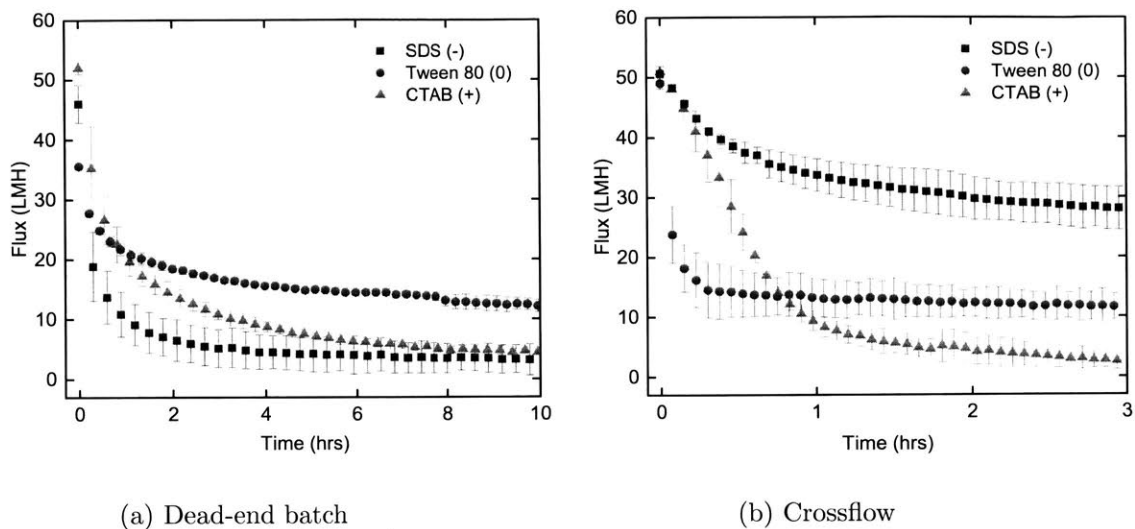 60
50
40
30
20
10
0
Flux (LMH)
0 2 4 6 8 10
Time (hrs)
SDS (-)
Tween 80 (0)
CTAB (+)
(a) Dead-end batch
60
50
40
30
20
10
0
Flux (LMH)
0 1 2 3
Time (hrs)
SDS (-)
Tween 80 (0)
CTAB (+)
(b) Crossflow